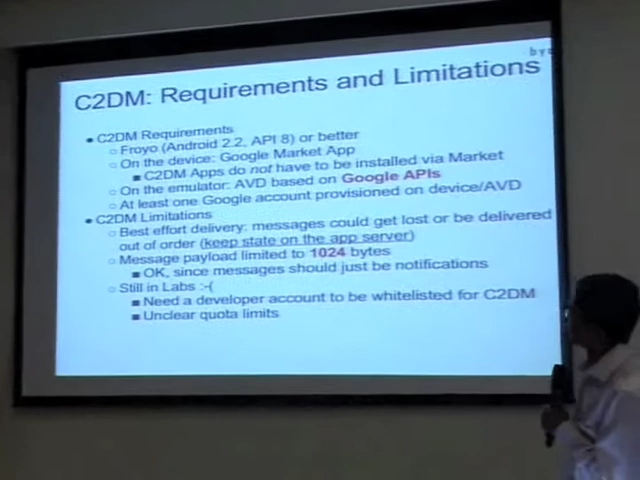 byo
C2DM: Requirements and Limitations
● C2DM Requirements
○ Froyo (Android 2.2, API 8) or better
○ On the device: Google Market App
■ C2DM Apps do not have to be installed via Market
○ On the emulator: AVD based on Google APIs
○ At least one Google account provisioned on device/AVD
● C2DM Limitations
○ Best effort delivery: messages could get lost or be delivered
out of order (keep state on the app server)
○ Message payload limited to 1024 bytes
■ OK, since messages should just be notifications
○ Still in Labs :-(
■ Need a developer account to be whitelisted for C2DM
■ Unclear quota limits